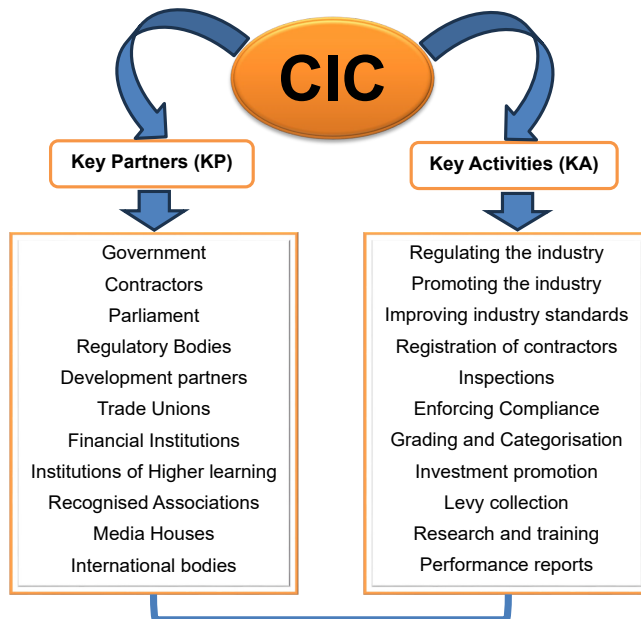 CIC
Key Partners (KP)
Government
Contractors
Parliament
Regulatory Bodies
Development partners
Trade Unions
Financial Institutions
Institutions of Higher learning
Recognised Associations
Media Houses
International bodies
Key Activities (KA)
Regulating the industry
Promoting the industry
Improving industry standards
Registration of contractors
Inspections
Enforcing Compliance
Grading and Categorisation
Investment promotion
Levy collection
Research and training
Performance reports